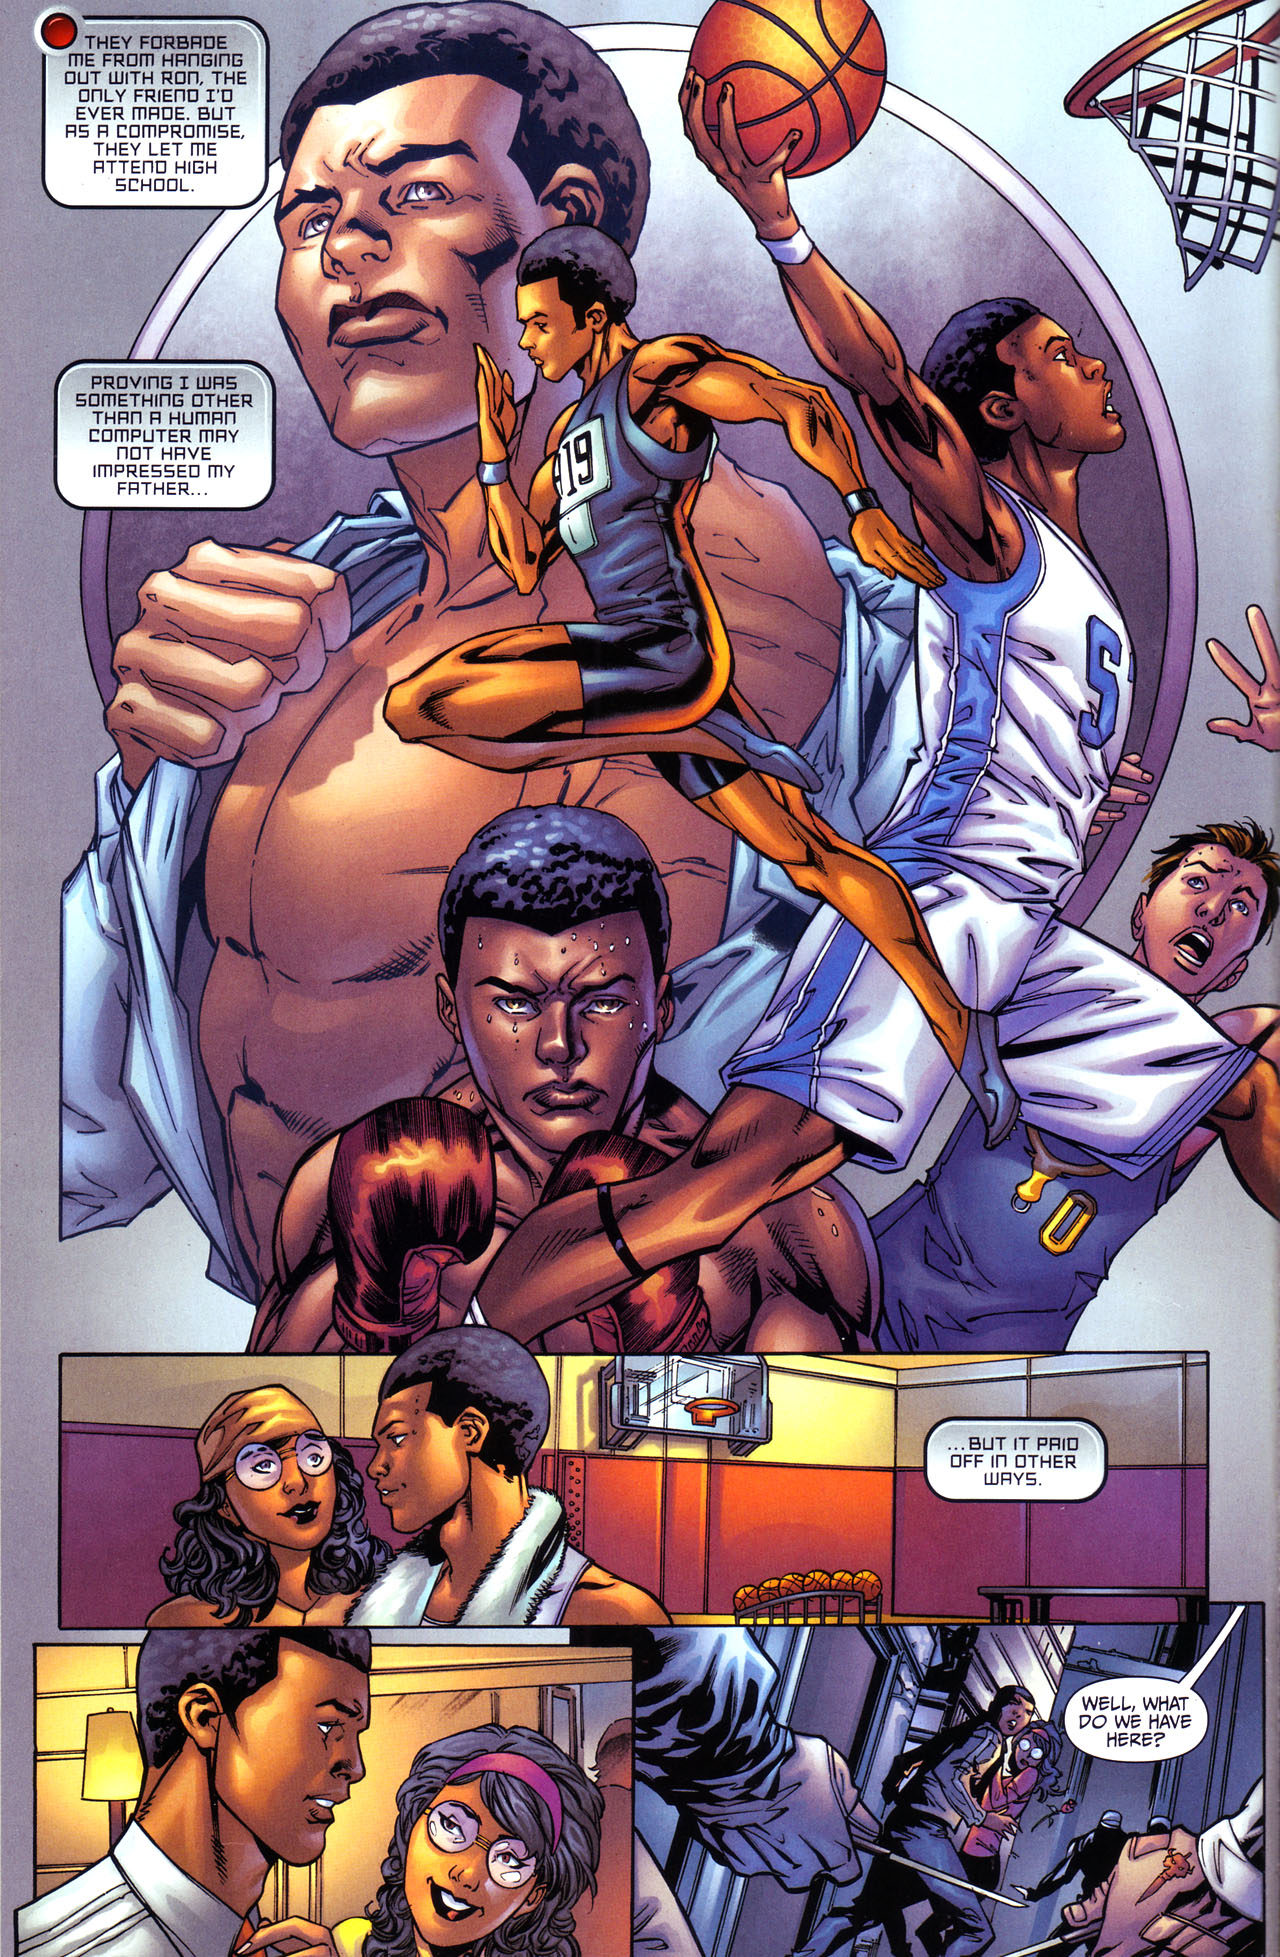 THEY FORBADE
ME FROM HANGING
OUT WITH RON, THE
ONLY FRIEND I'D
EVER MADE. BUT
AS A COMPROMISE,
THEY LET ME
ATTEND HIGH
SCHOOL.
PROVING I WAS
SOMETHING OTHER
THAN A HUMAN
COMPUTER MAY
NOT HAVE
IMPRESSED MY
FATHER...
19
S
0
...BUT IT PAID
OFF IN OTHER
WAYS.
WELL, WHAT
DO WE HAVE
HERE?